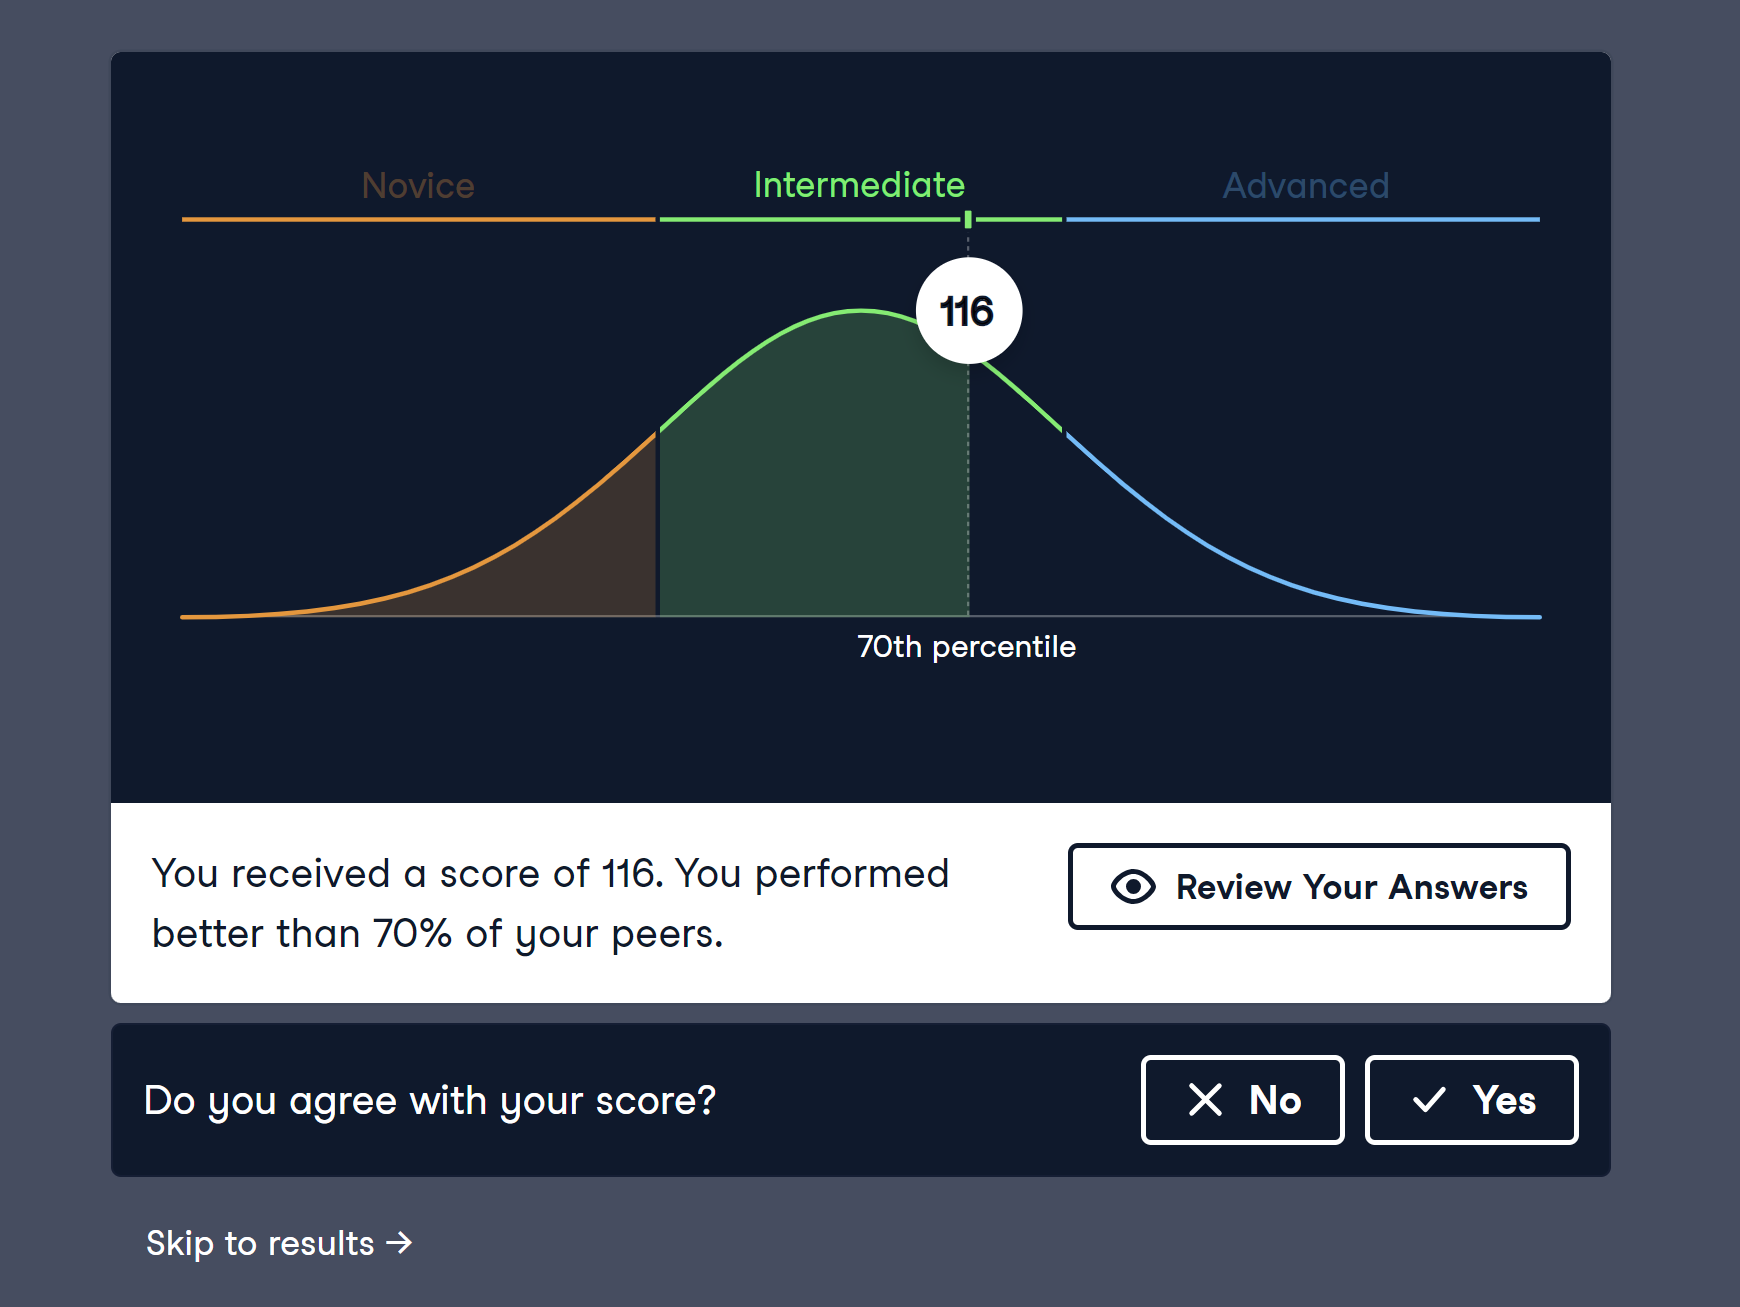 Novice
Intermediate
Advanced
116
70th percentile
You received a score of 116. You performed
better than 70% of your peers.
Review Your Answers
Do you agree with your score?
No
Yes
Skip to results →